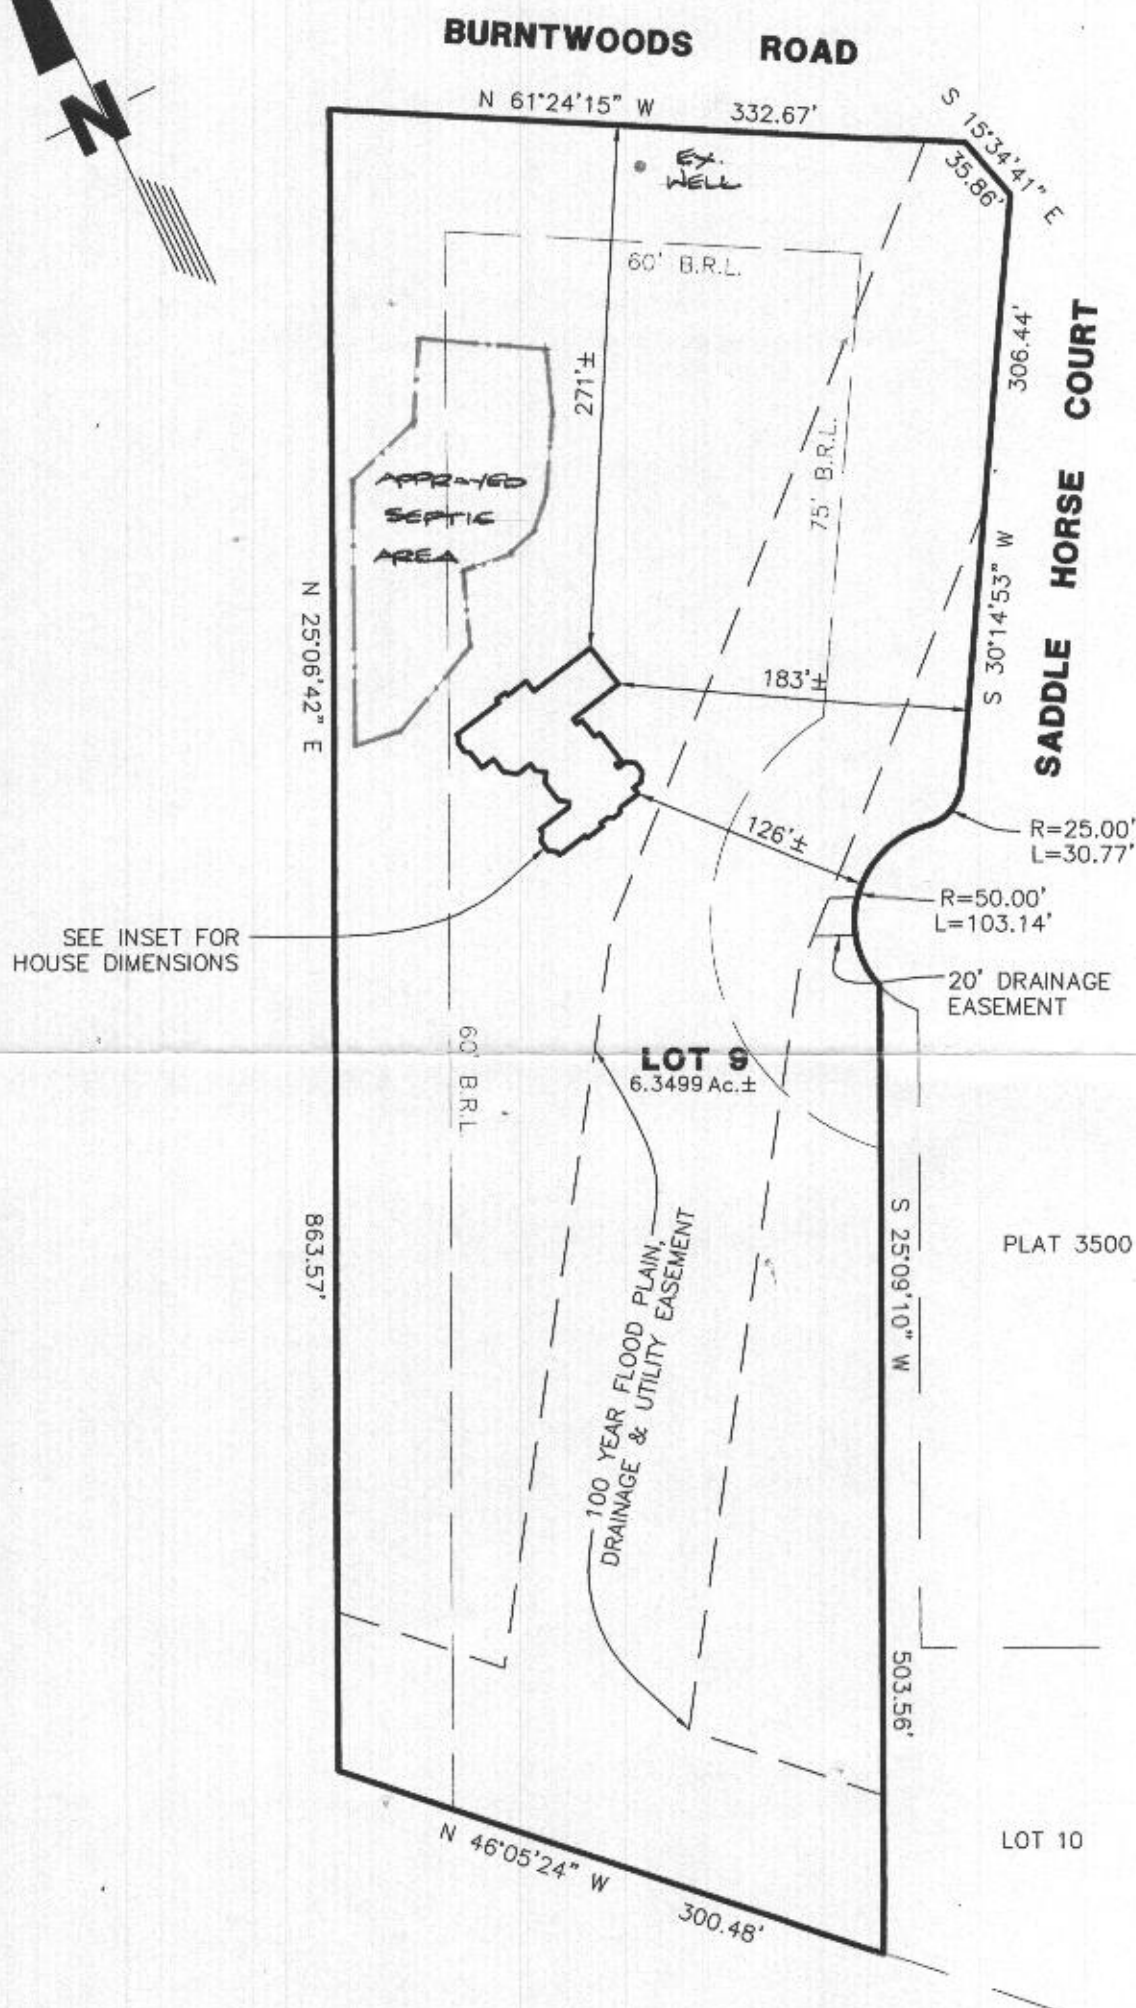 BURNTWOODS ROAD
N
N 61°24'15" W 332.67'
S 15°34'41" E
35.86'
EX.
WELL
60' B.R.L.
271'±
306.44'
SADDLE HORSE COURT
75' B.R.L.
APPROVED
SEPTIC
AREA
S 30°14'53" W
N 25°06'42" E
183'±
126'±
R=25.00'
L=30.77'
R=50.00'
L=103.14'
SEE INSET FOR
HOUSE DIMENSIONS
20' DRAINAGE
EASEMENT
60' B.R.L.
LOT 9
6.3499 Ac.±
863.57'
S 25°09'10" W
PLAT 3500
100 YEAR FLOOD PLAIN,
DRAINAGE & UTILITY EASEMENT
503.56'
LOT 10
N 46°05'24" W
300.48'